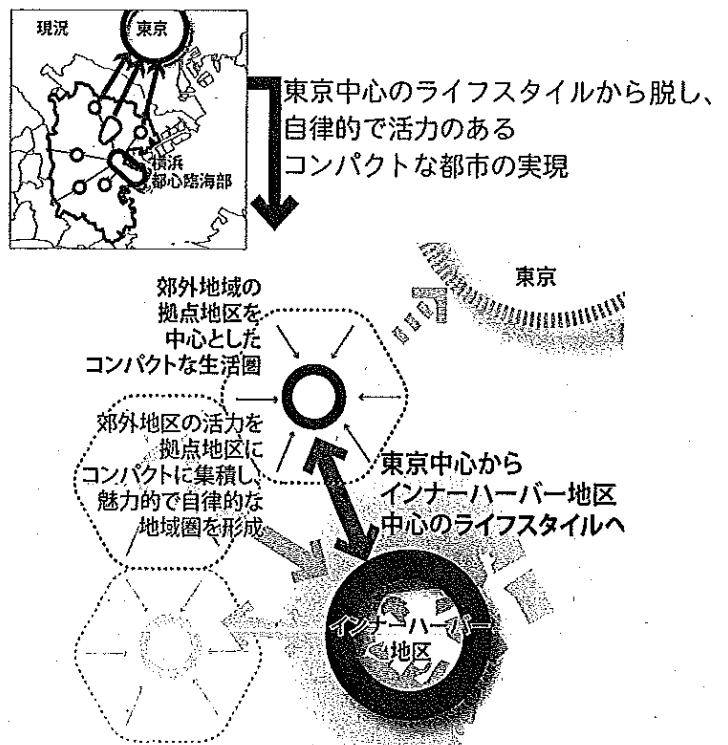 現況
東京
横浜
都心臨海部
東京中心のライフスタイルから脱し、
自律的で活力のある
コンパクトな都市の実現
東京
郊外地域の
拠点地区を
中心とした
コンパクトな生活圏
郊外地区の活力を
拠点地区に
コンパクトに集積し、
魅力的で自律的な
地域圏を形成
東京中心から
インナーハーバー地区
中心のライフスタイルへ
インナーハーバー
地区